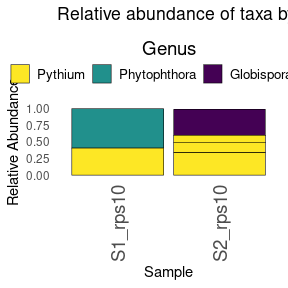 Relative abundance of taxa b
Genus
Pythium Phytophthora Globispora
Relative Abundance
1.00
0.75
0.50
0.25
0.00
S1_rps10
S2_rps10
Sample